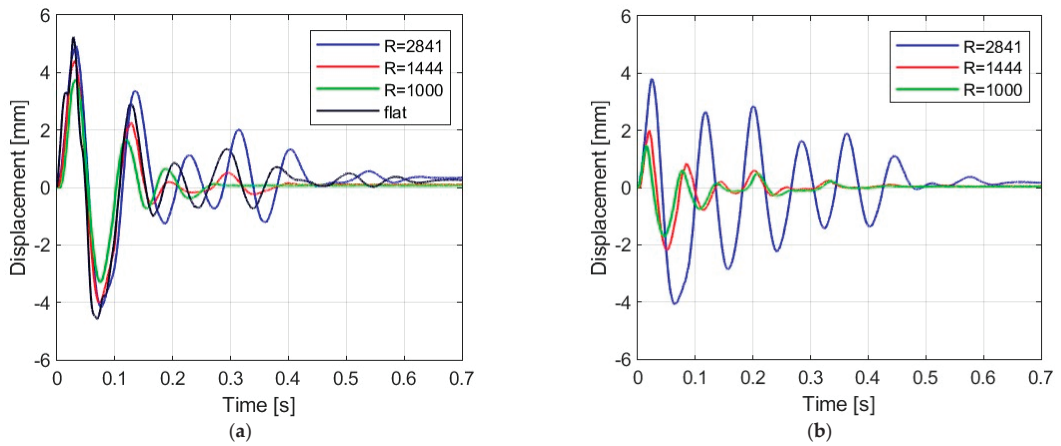 6
4
2
0
-2
-4
-6
Displacement [mm]
R=2841
R=1444
R=1000
flat
0 0.1 0.2 0.3 0.4 0.5 0.6 0.7
Time [s]
(a)
6
4
2
0
-2
-4
-6
Displacement [mm]
R=2841
R=1444
R=1000
0 0.1 0.2 0.3 0.4 0.5 0.6 0.7
Time [s]
(b)